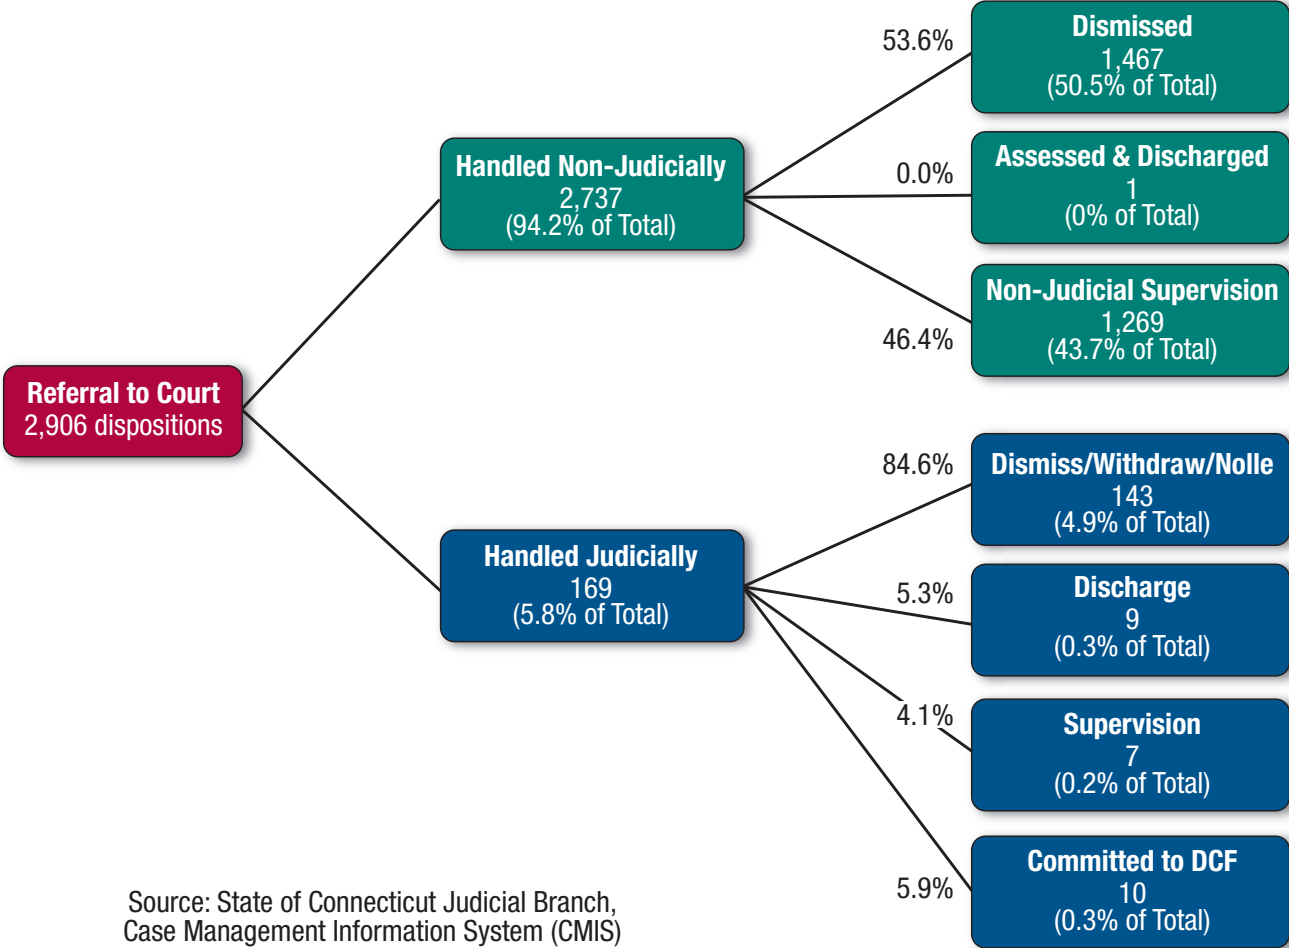 Referral to Court
2,906 dispositions
Handled Non-Judicially
2,737
(94.2% of Total)
53.6%
Dismissed
1,467
(50.5% of Total)
0.0%
Assessed & Discharged
1
(0% of Total)
46.4%
Non-Judicial Supervision
1,269
(43.7% of Total)
Handled Judicially
169
(5.8% of Total)
84.6%
Dismiss/Withdraw/Nolle
143
(4.9% of Total)
5.3%
Discharge
9
(0.3% of Total)
4.1%
Supervision
7
(0.2% of Total)
5.9%
Committed to DCF
10
(0.3% of Total)
Source: State of Connecticut Judicial Branch,
Case Management Information System (CMIS)